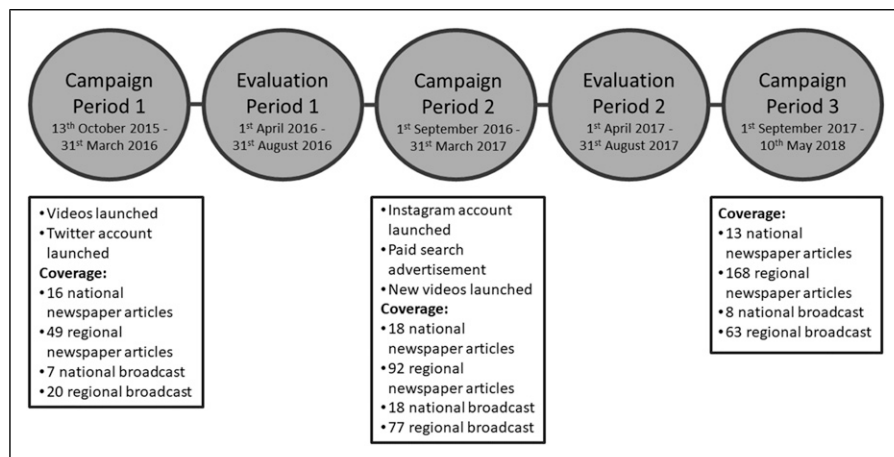 Campaign
Period 1
13th October 2015 -
31st March 2016
Evaluation
Period 1
1st April 2016 -
31st August 2016
Campaign
Period 2
1st September 2016 -
31st March 2017
Evaluation
Period 2
1st April 2017 -
31st August 2017
Campaign
Period 3
1st September 2017 -
10th May 2018
• Videos launched
• Twitter account
launched
Coverage:
• 16 national
newspaper articles
• 49 regional
newspaper articles
• 7 national broadcast
• 20 regional broadcast
• Instagram account
launched
• Paid search
advertisement
• New videos launched
Coverage:
• 18 national
newspaper articles
• 92 regional
newspaper articles
• 18 national broadcast
• 77 regional broadcast
Coverage:
• 13 national
newspaper articles
• 168 regional
newspaper articles
• 8 national broadcast
• 63 regional broadcast